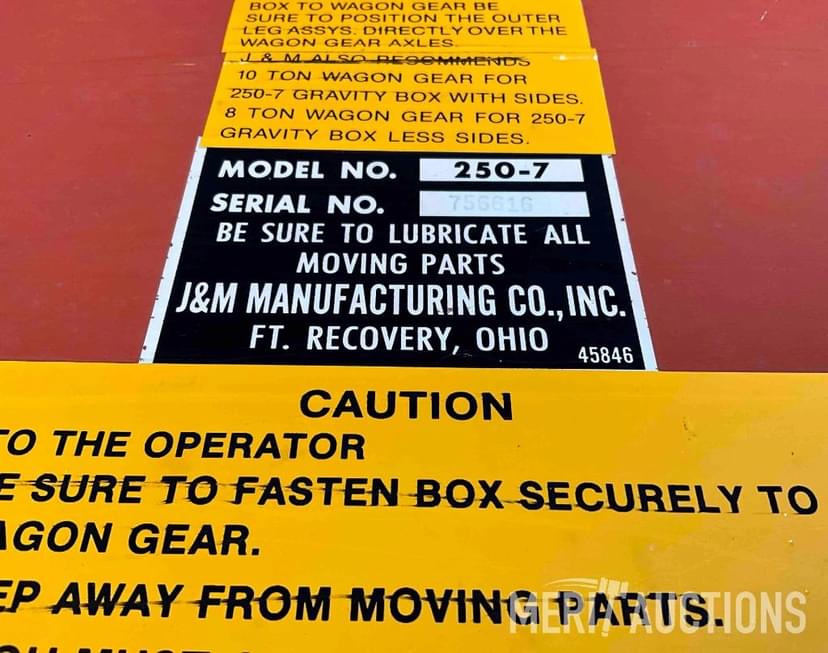 BOX TO WAGON GEAR BE
SURE TO POSITION THE OUTER
LEG ASSYS. DIRECTLY OVER THE
WAGON GEAR AXLES.
J & M ALSO RECOMMENDS
10 TON WAGON GEAR FOR
250-7 GRAVITY BOX WITH SIDES.
8 TON WAGON GEAR FOR 250-7
GRAVITY BOX LESS SIDES.
MODEL NO. 250-7
SERIAL NO. 756616
BE SURE TO LUBRICATE ALL
MOVING PARTS
J&M MANUFACTURING CO., INC.
FT. RECOVERY, OHIO
45846
CAUTION
TO THE OPERATOR
E SURE TO FASTEN BOX SECURELY TO
AGON GEAR.
EP AWAY FROM MOVING PARTS.
AUCTIONS